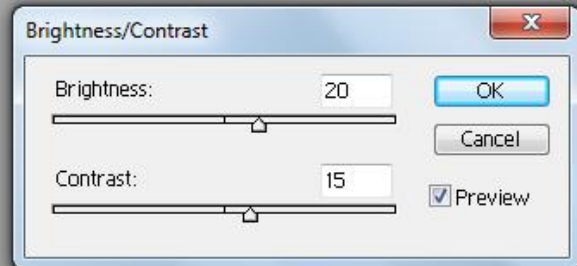 Brightness/Contrast
X
Brightness: 20
OK
Cancel
Contrast: 15
Preview